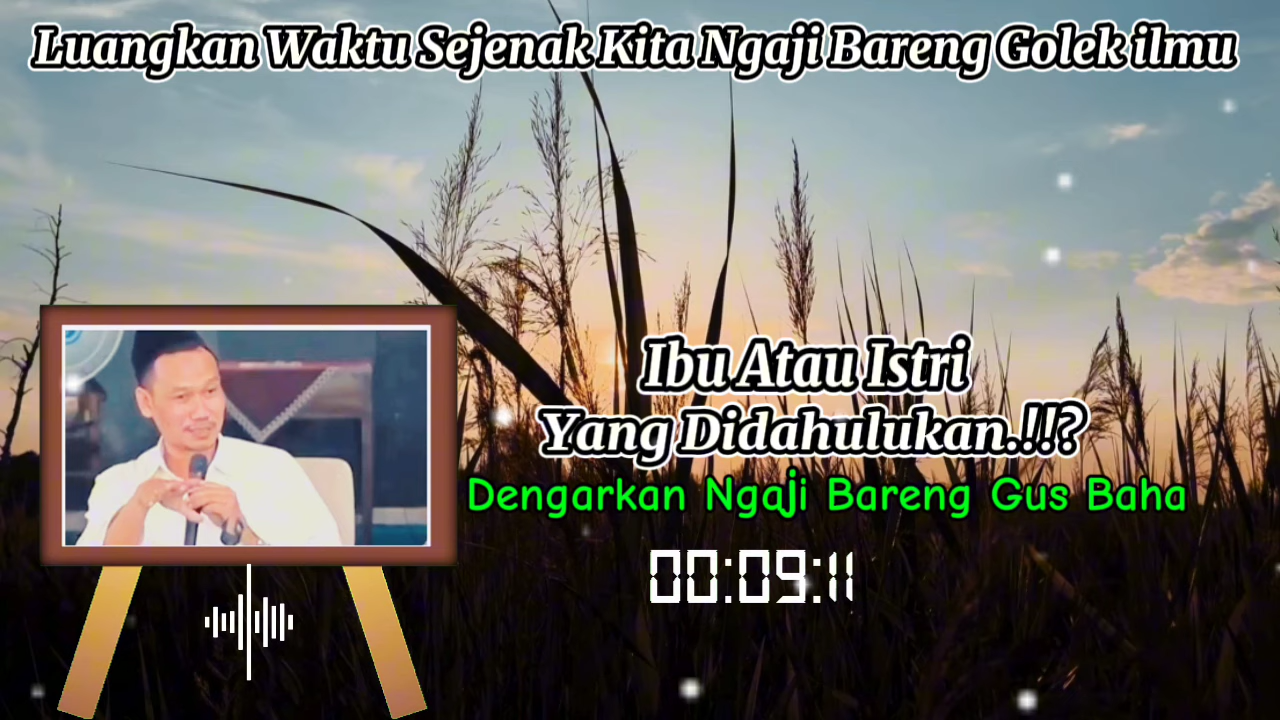 Luangkan Waktu Sejenak Kita Ngaji Bareng Golek ilmu
Ibu Atau Istri
Yang Didahulukan.!!?
Dengarkan Ngaji Bareng Gus Baha
00:09:11